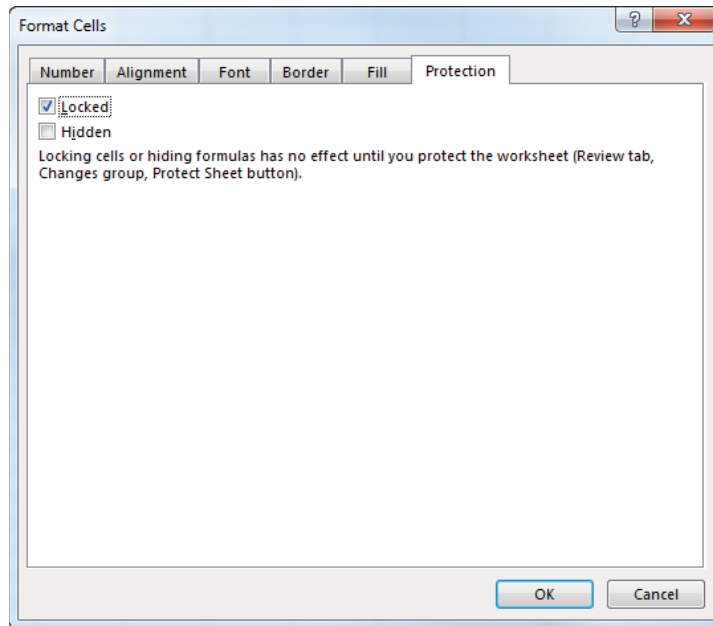 Format Cells
Number Alignment Font Border Fill Protection
Locked
Hidden
Locking cells or hiding formulas has no effect until you protect the worksheet (Review tab,
Changes group, Protect Sheet button).
OK Cancel